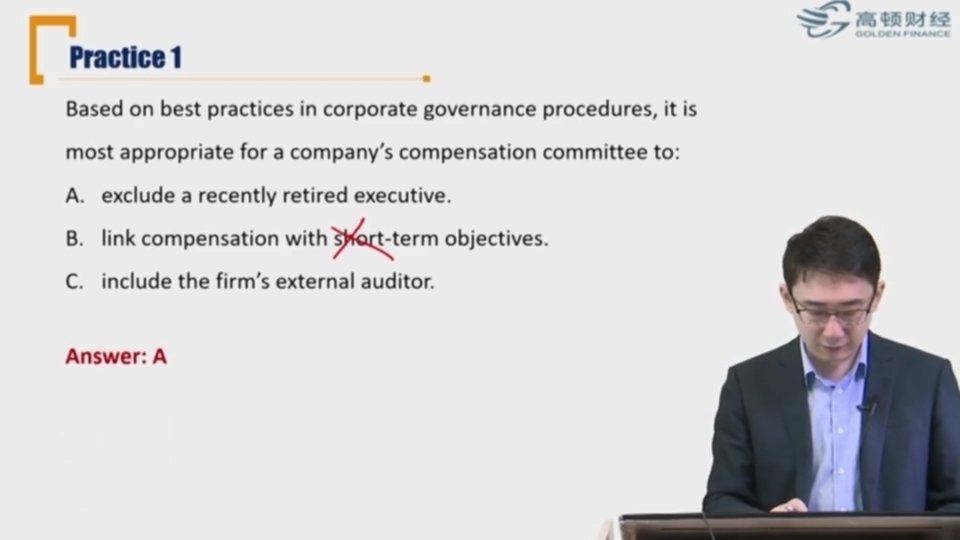 高顿财经
GOLDEN FINANCE
Practice 1
Based on best practices in corporate governance procedures, it is
most appropriate for a company's compensation committee to:
A. exclude a recently retired executive.
B. link compensation with short-term objectives.
C. include the firm's external auditor.
Answer: A